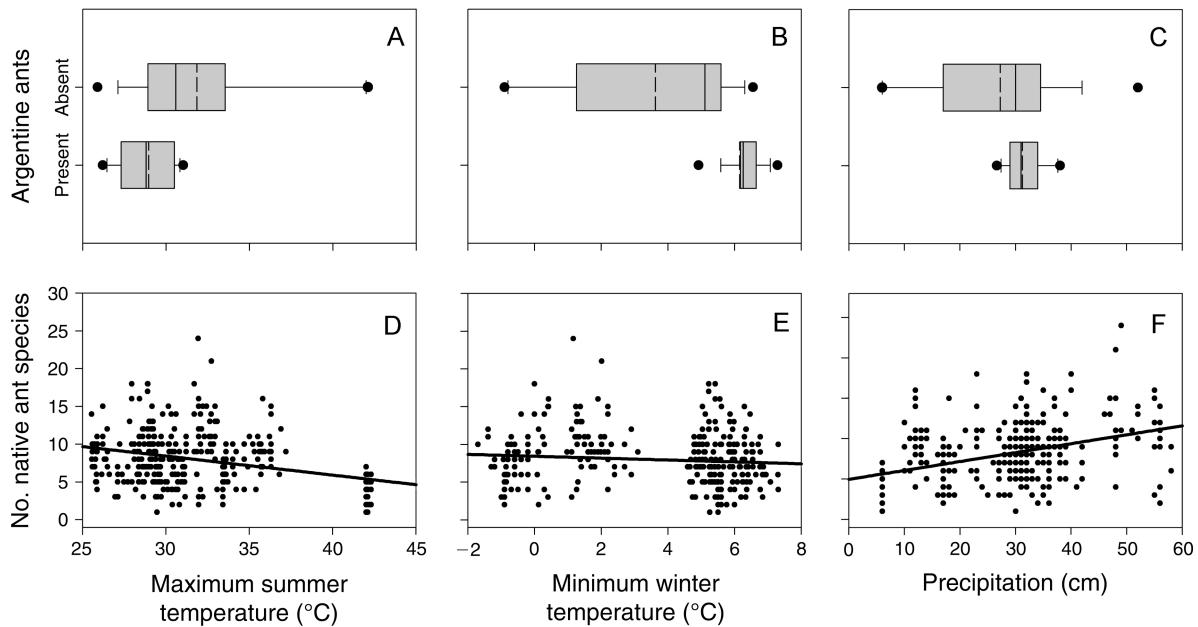 A
B
C
Argentine ants
Absent
Present
D
E
F
No. native ant species
30
25
20
15
10
5
0
25 30 35 40 45
−2 0 2 4 6 8
0 10 20 30 40 50 60
Maximum summer
temperature (°C)
Minimum winter
temperature (°C)
Precipitation (cm)